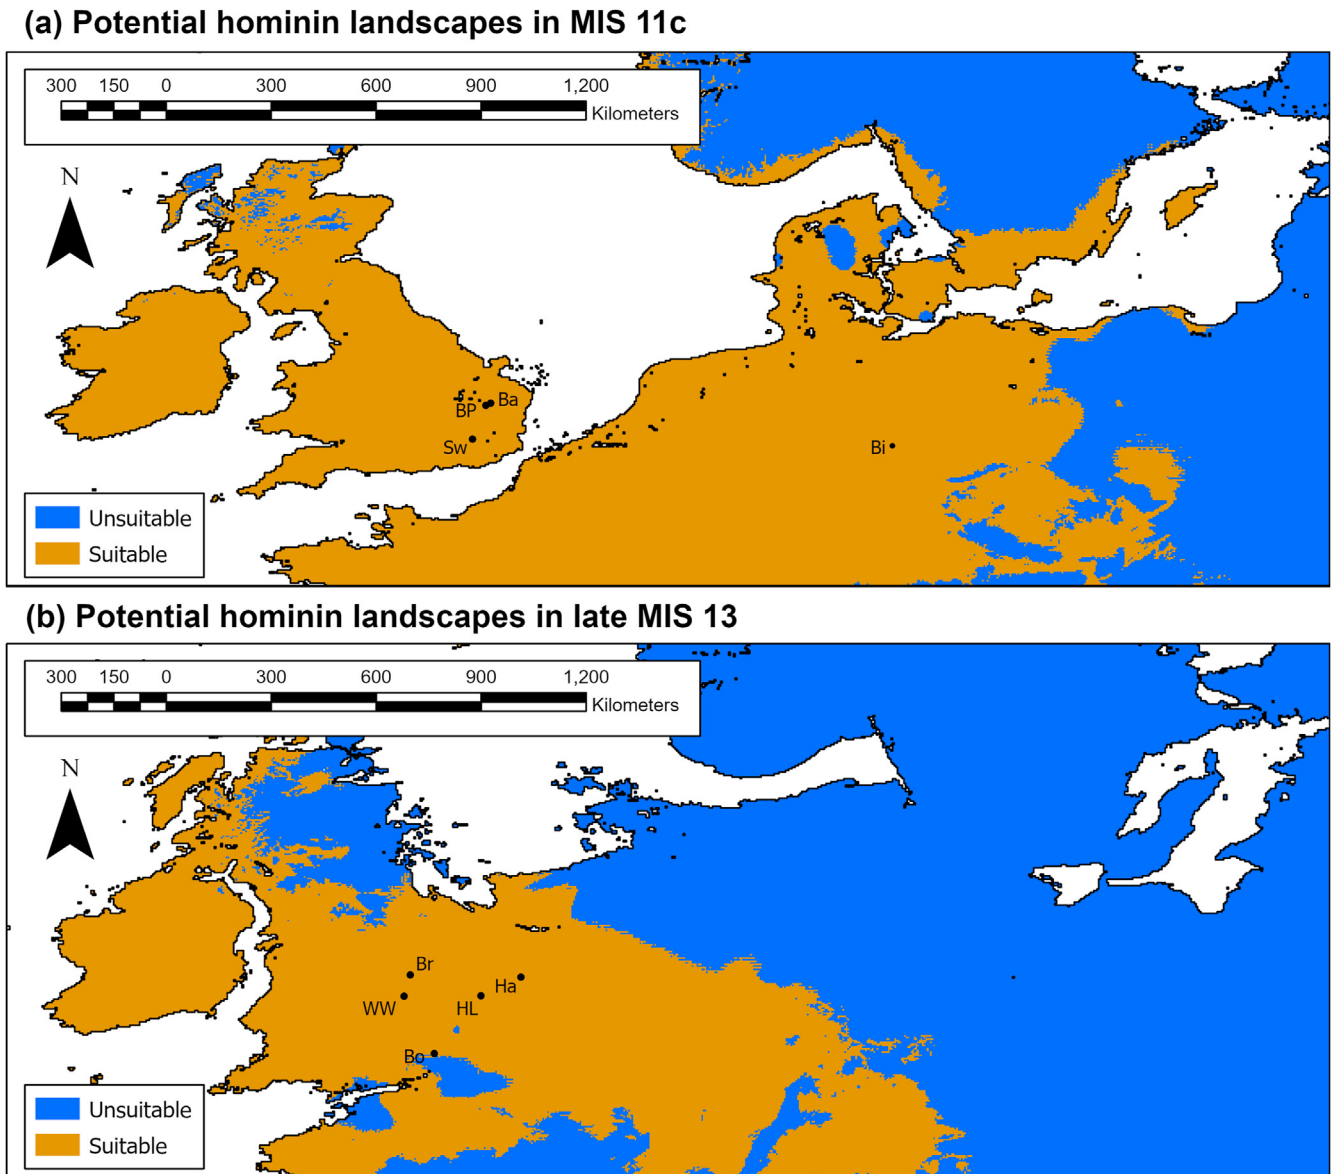 (a) Potential hominin landscapes in MIS 11c
300 150 0 300 600 900 1,200
Kilometers
N
Ba
BP
Sw
Bi
Unsuitable
Suitable
(b) Potential hominin landscapes in late MIS 13
300 150 0 300 600 900 1,200
Kilometers
N
Br
Ha
WW
HL
Bo
Unsuitable
Suitable